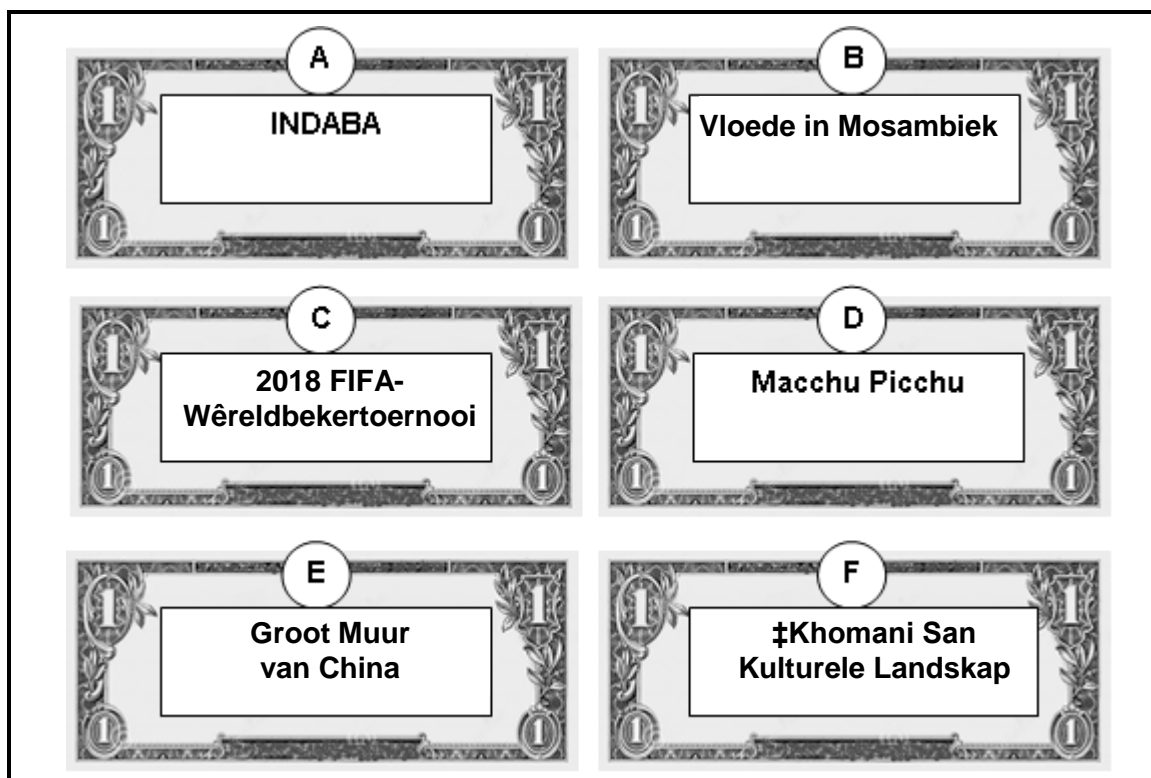 A
INDABA
B
Vloede in Mosambiek
C
2018 FIFA-
Wêreldbekertoernooi
D
Macchu Picchu
E
Groot Muur
van China
F
‡Khomani San
Kulturele Landskap